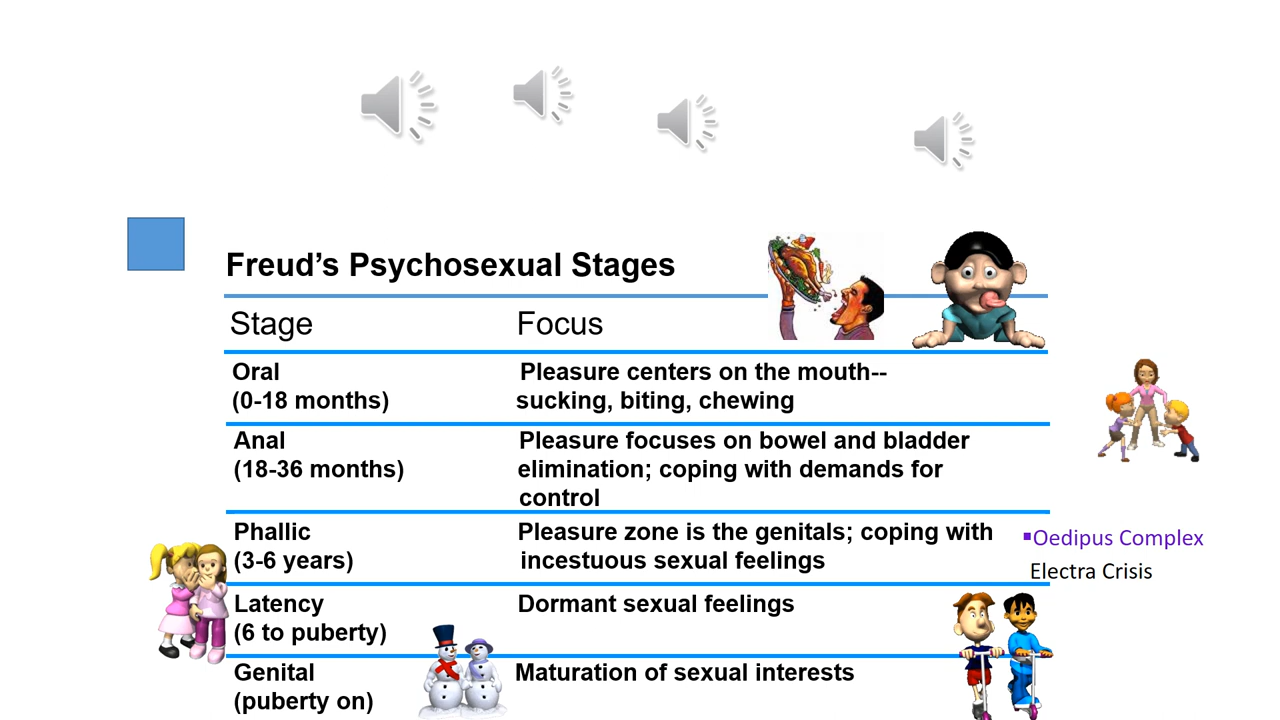 Freud’s Psychosexual Stages
Stage Focus
Oral Pleasure centers on the mouth--
(0-18 months) sucking, biting, chewing
Anal Pleasure focuses on bowel and bladder
(18-36 months) elimination; coping with demands for
control
Phallic Pleasure zone is the genitals; coping with
(3-6 years) incestuous sexual feelings
▪Oedipus Complex
Electra Crisis
Latency Dormant sexual feelings
(6 to puberty)
Genital Maturation of sexual interests
(puberty on)